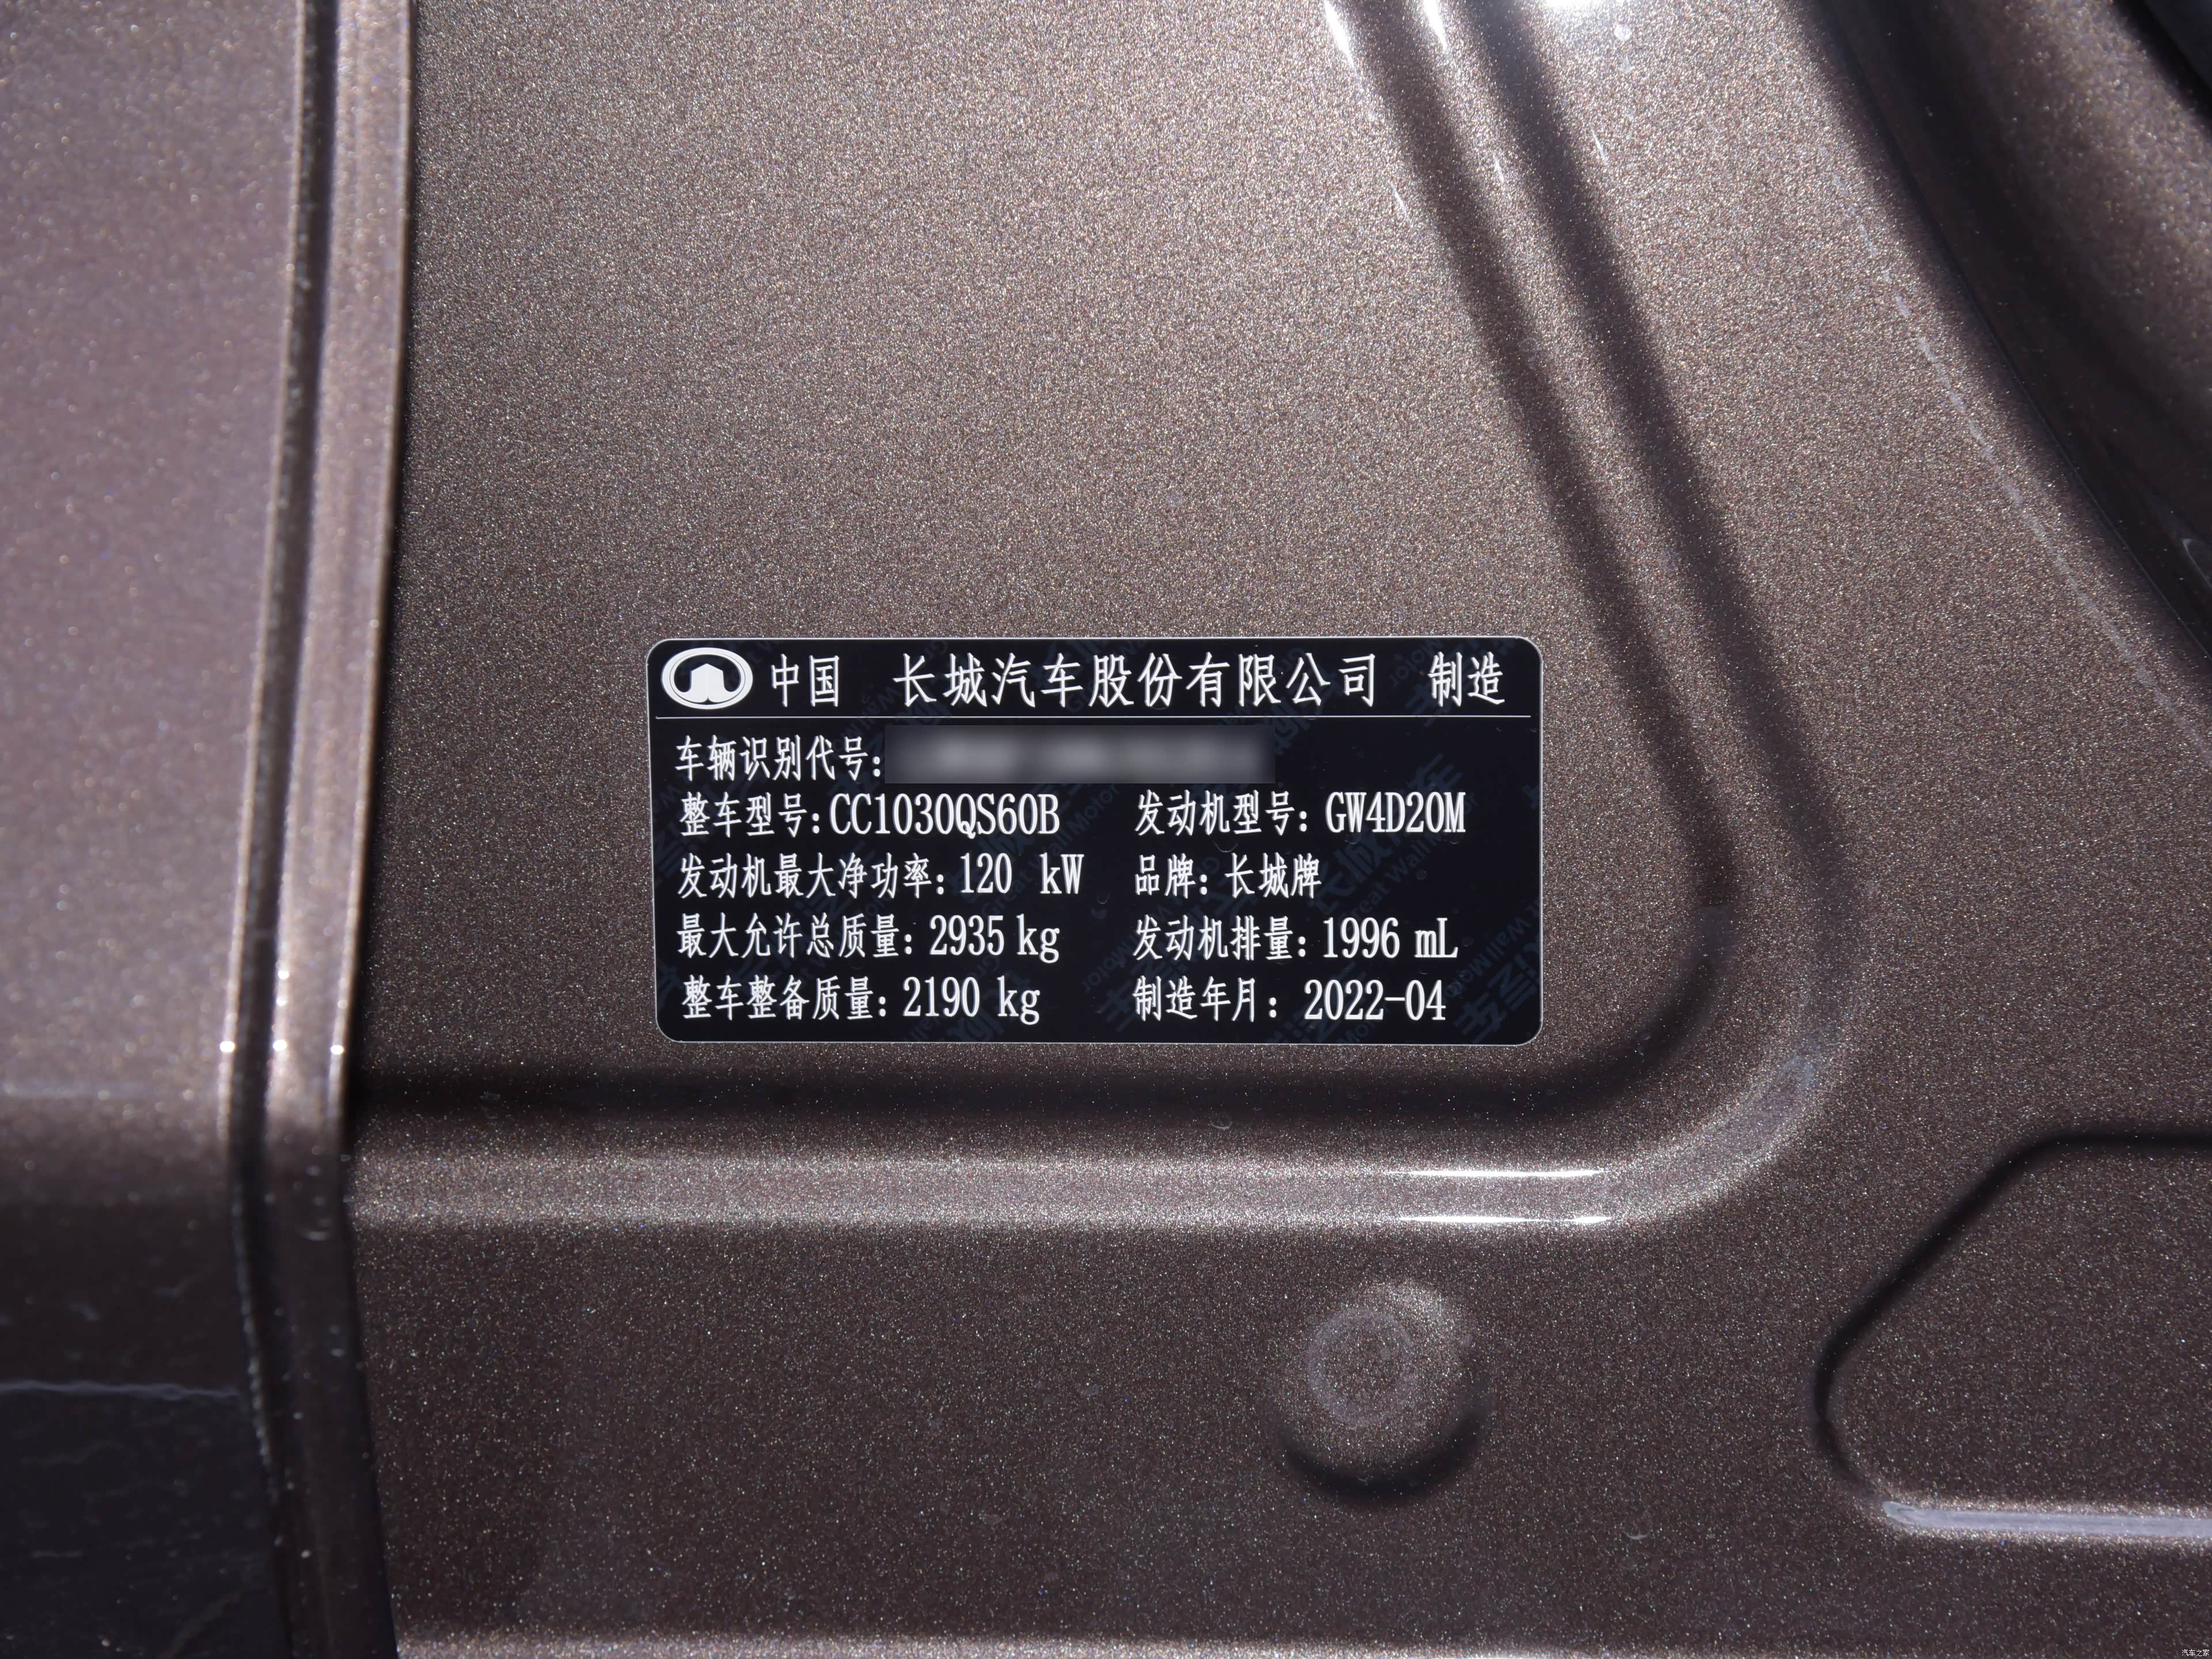 中国 长城汽车股份有限公司 制造
车辆识别代号:
整车型号:CC1030QS60B 发动机型号: GW4D20M
发动机最大净功率: 120 kW 品牌: 长城牌
最大允许总质量: 2935 kg 发动机排量: 1996 mL
整车整备质量: 2190 kg 制造年月: 2022-04
汽车之家